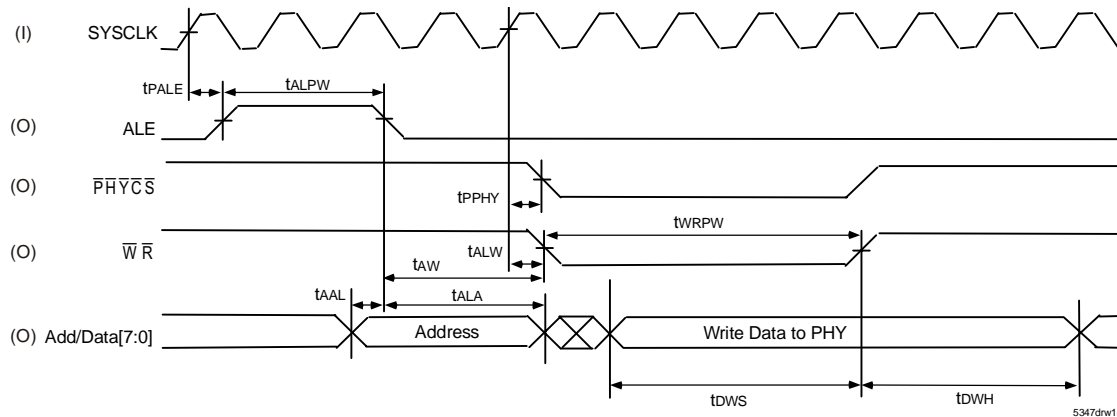 (I) SYSCLK
tPALE tALPW
(O) ALE
(O) PHYCS
tPPHY
tWRPW
(O) WR
tALW
tAW
tAAL tALA
(O) Add/Data[7:0] Address Write Data to PHY
tDWS tDWH
5347drw1